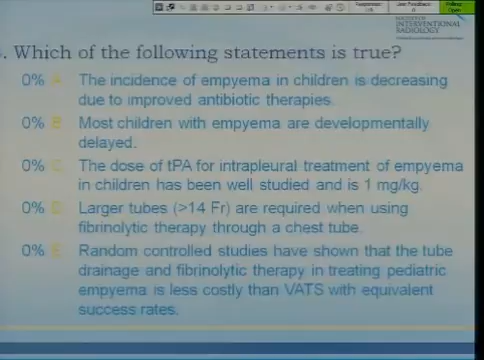 . Which of the following statements is true?
0% A The incidence of empyema in children is decreasing
due to improved antibiotic therapies.
0% B Most children with empyema are developmentally
delayed.
0% C The dose of tPA for intrapleural treatment of empyema
in children has been well studied and is 1 mg/kg.
0% D Larger tubes (>14 Fr) are required when using
fibrinolytic therapy through a chest tube.
0% E Random controlled studies have shown that the tube
drainage and fibrinolytic therapy in treating pediatric
empyema is less costly than VATS with equivalent
success rates.
Polling
Open
INTERVENTIONAL
RADIOLOGY